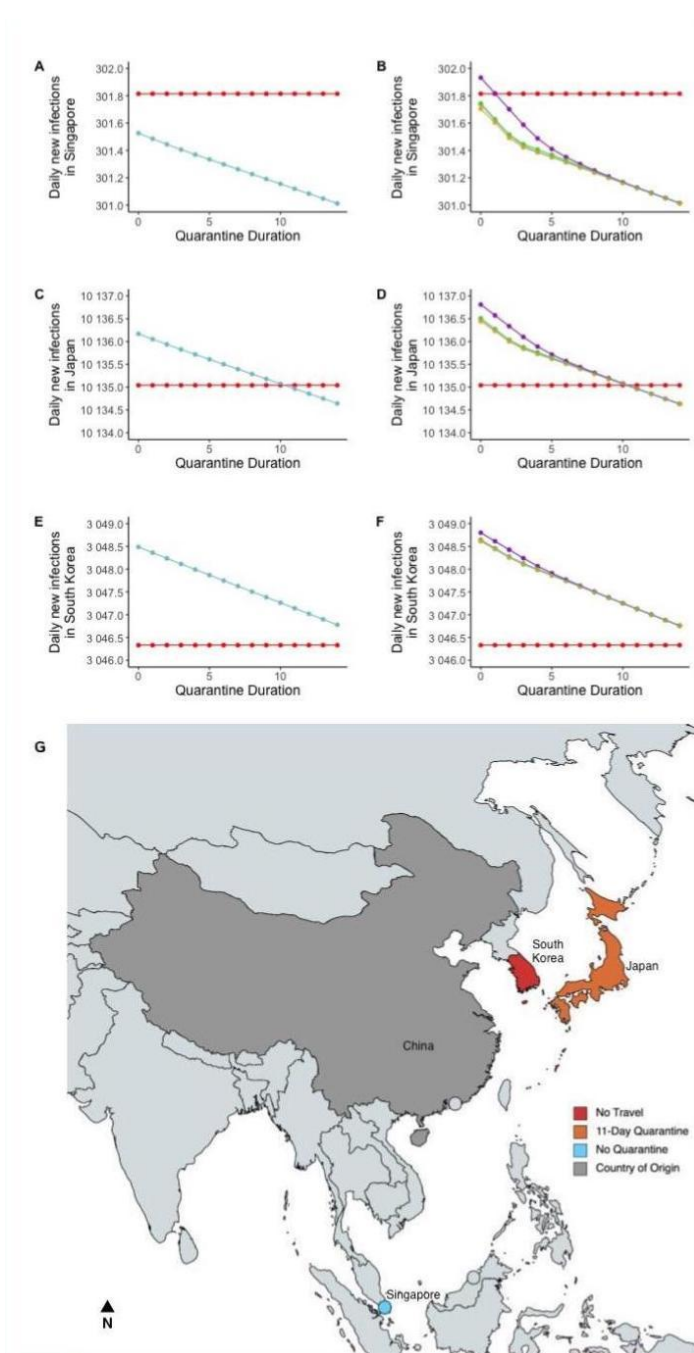 A
Daily new infections
in Singapore
302.0
301.8
301.6
301.4
301.2
301.0
0
5
10
Quarantine Duration
B
Daily new infections
in Singapore
302.0
301.8
301.6
301.4
301.2
301.0
0
5
10
Quarantine Duration
C
Daily new infections
in Japan
10 137.0
10 136.5
10 136.0
10 135.5
10 135.0
10 134.5
10 134.0
0
5
10
Quarantine Duration
D
Daily new infections
in Japan
10 137.0
10 136.5
10 136.0
10 135.5
10 135.0
10 134.5
10 134.0
0
5
10
Quarantine Duration
E
Daily new infections
in South Korea
3 049.0
3 048.5
3 048.0
3 047.5
3 047.0
3 046.5
3 046.0
0
5
10
Quarantine Duration
F
Daily new infections
in South Korea
3 049.0
3 048.5
3 048.0
3 047.5
3 047.0
3 046.5
3 046.0
0
5
10
Quarantine Duration
G
South
Korea
Japan
China
No Travel
11-Day Quarantine
No Quarantine
Country of Origin
Singapore
N